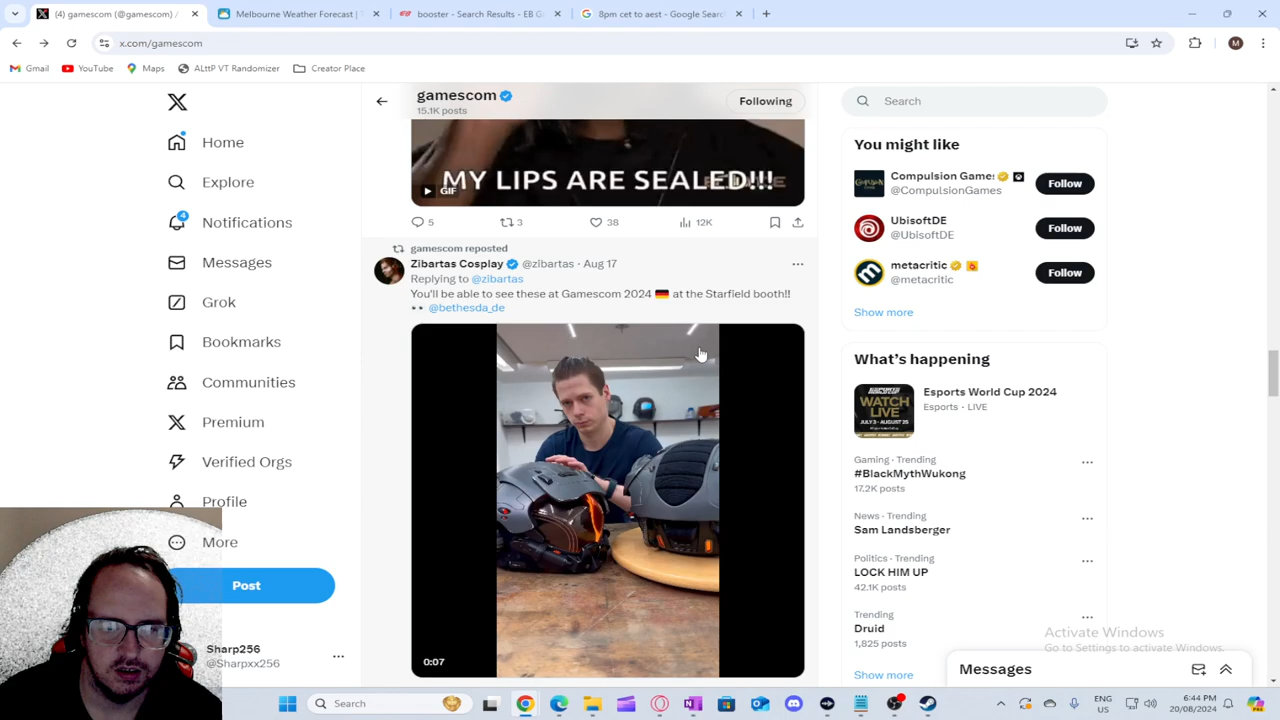 (4) gamescom (@gamescom) /
Melbourne Weather Forecast |
booster - Search Results - EB G
8pm cet to aest - Google Searc
x.com/gamescom
M
Gmail
YouTube
Maps
ALttP VT Randomizer
Creator Place
gamescom
15.1K posts
Following
Search
Home
Explore
4
Notifications
Messages
Grok
Bookmarks
Communities
Premium
Verified Orgs
Profile
More
Post
Sharp256
@Sharpxx256
MY LIPS ARE SEALED!!!
GIF
5
3
38
12K
gamescom reposted
Zibartas Cosplay @zibartas · Aug 17
Replying to @zibartas
You'll be able to see these at Gamescom 2024 🇩🇪 at the Starfield booth!!
👀 @bethesda_de
0:07
You might like
Compulsion Games
@CompulsionGames
Follow
UbisoftDE
@UbisoftDE
Follow
metacritic
@metacritic
Follow
Show more
What's happening
WATCH
LIVE
Esports World Cup 2024
Esports · LIVE
Gaming · Trending
#BlackMythWukong
17.2K posts
News · Trending
Sam Landsberger
Politics · Trending
LOCK HIM UP
42.1K posts
Trending
Druid
1,825 posts
Show more
Activate Windows
Go to Settings to activate Windows.
Messages
Search
ENG
US
6:44 PM
20/08/2024